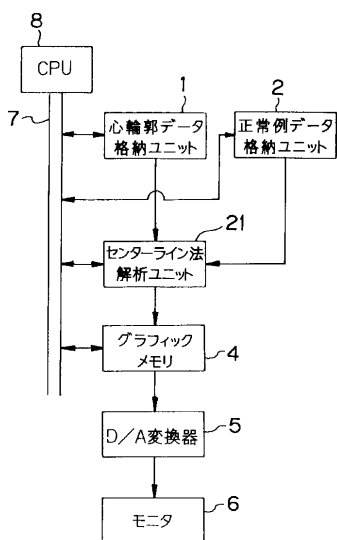 8
CPU
7
1
心輪郭データ
格納ユニット
2
正常例データ
格納ユニット
21
センターライン法
解析ユニット
グラフィック
メモリ
4
D/A変換器
5
モニタ
6